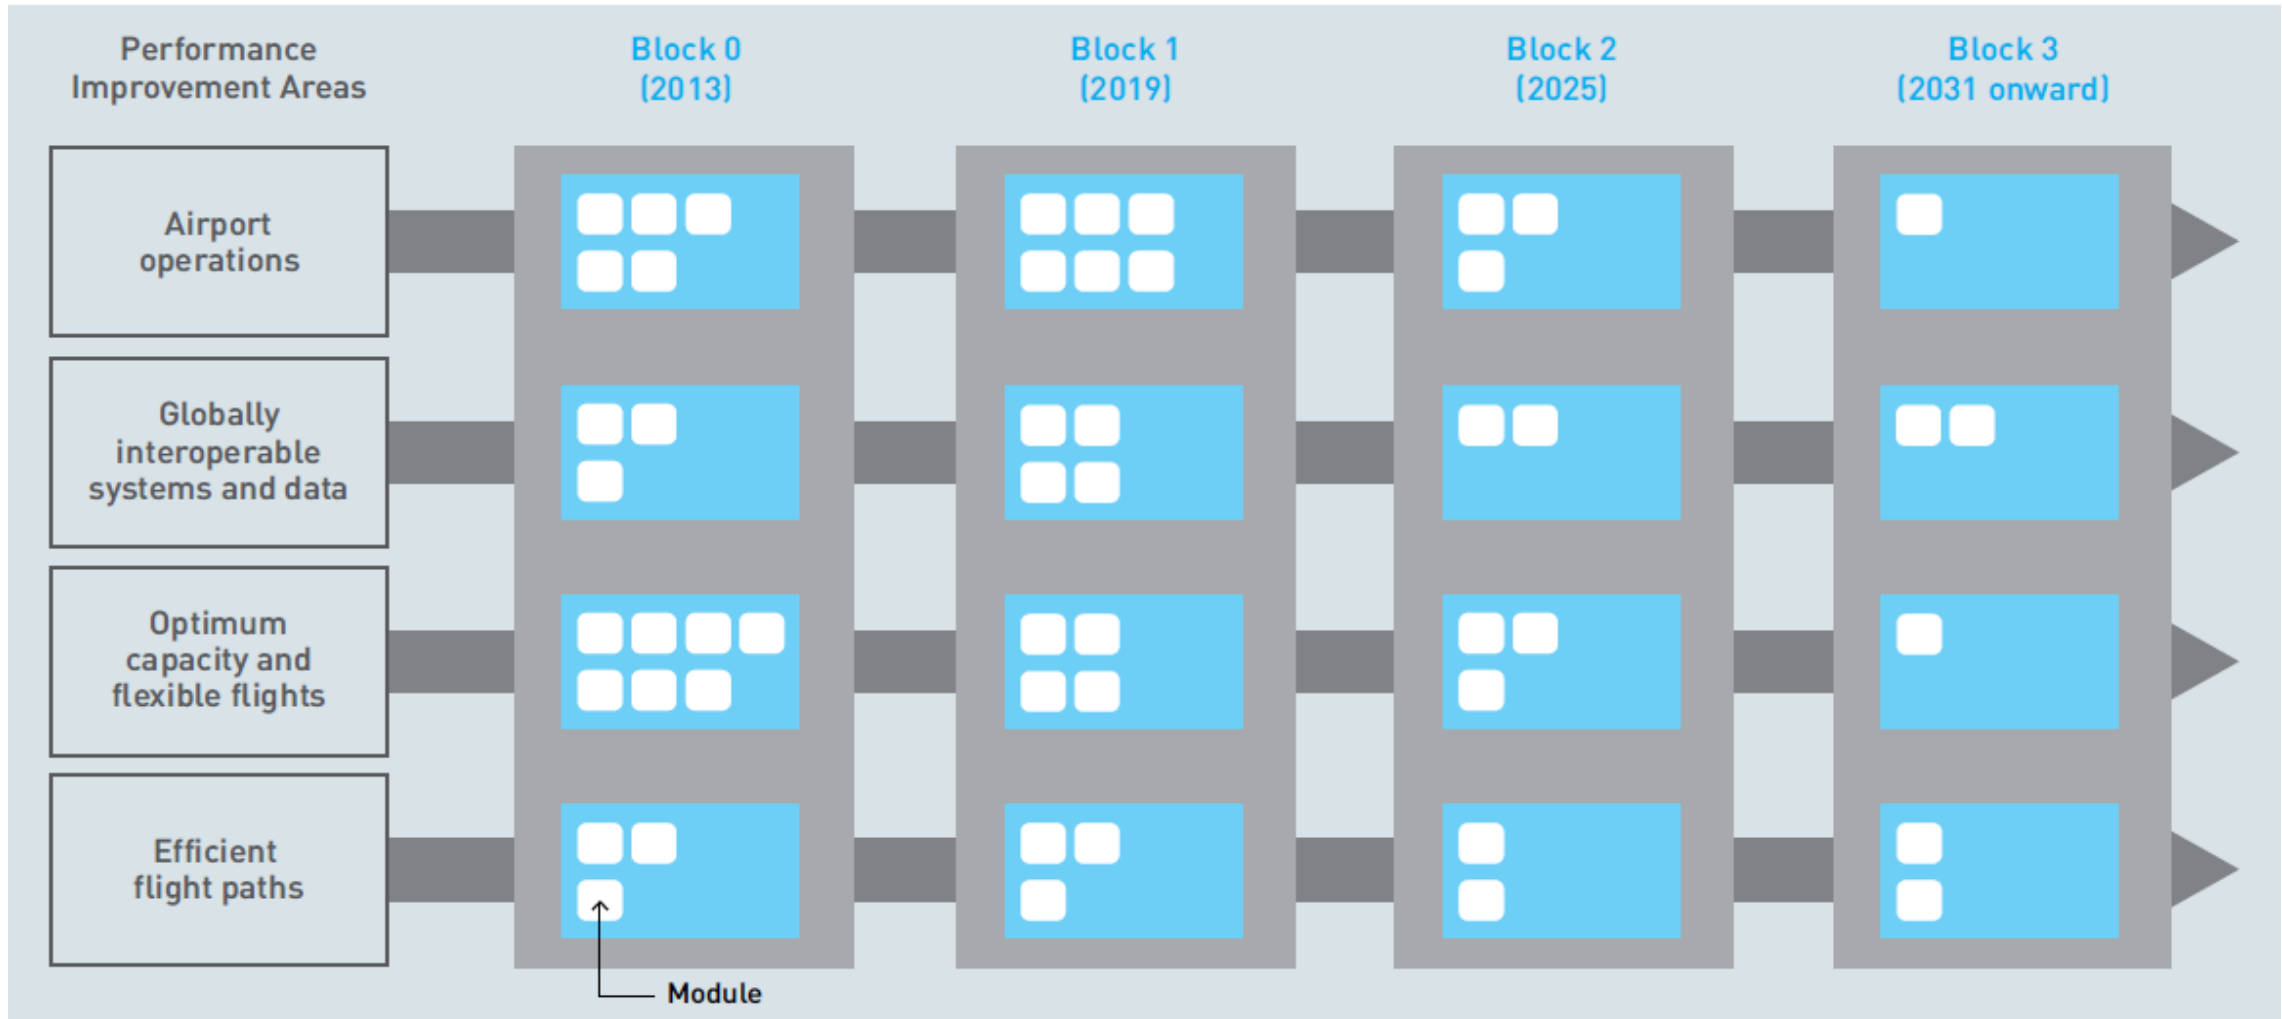 Performance
Improvement Areas
Block 0
(2013)
Block 1
(2019)
Block 2
(2025)
Block 3
(2031 onward)
Airport
operations
Globally
interoperable
systems and data
Optimum
capacity and
flexible flights
Efficient
flight paths
Module